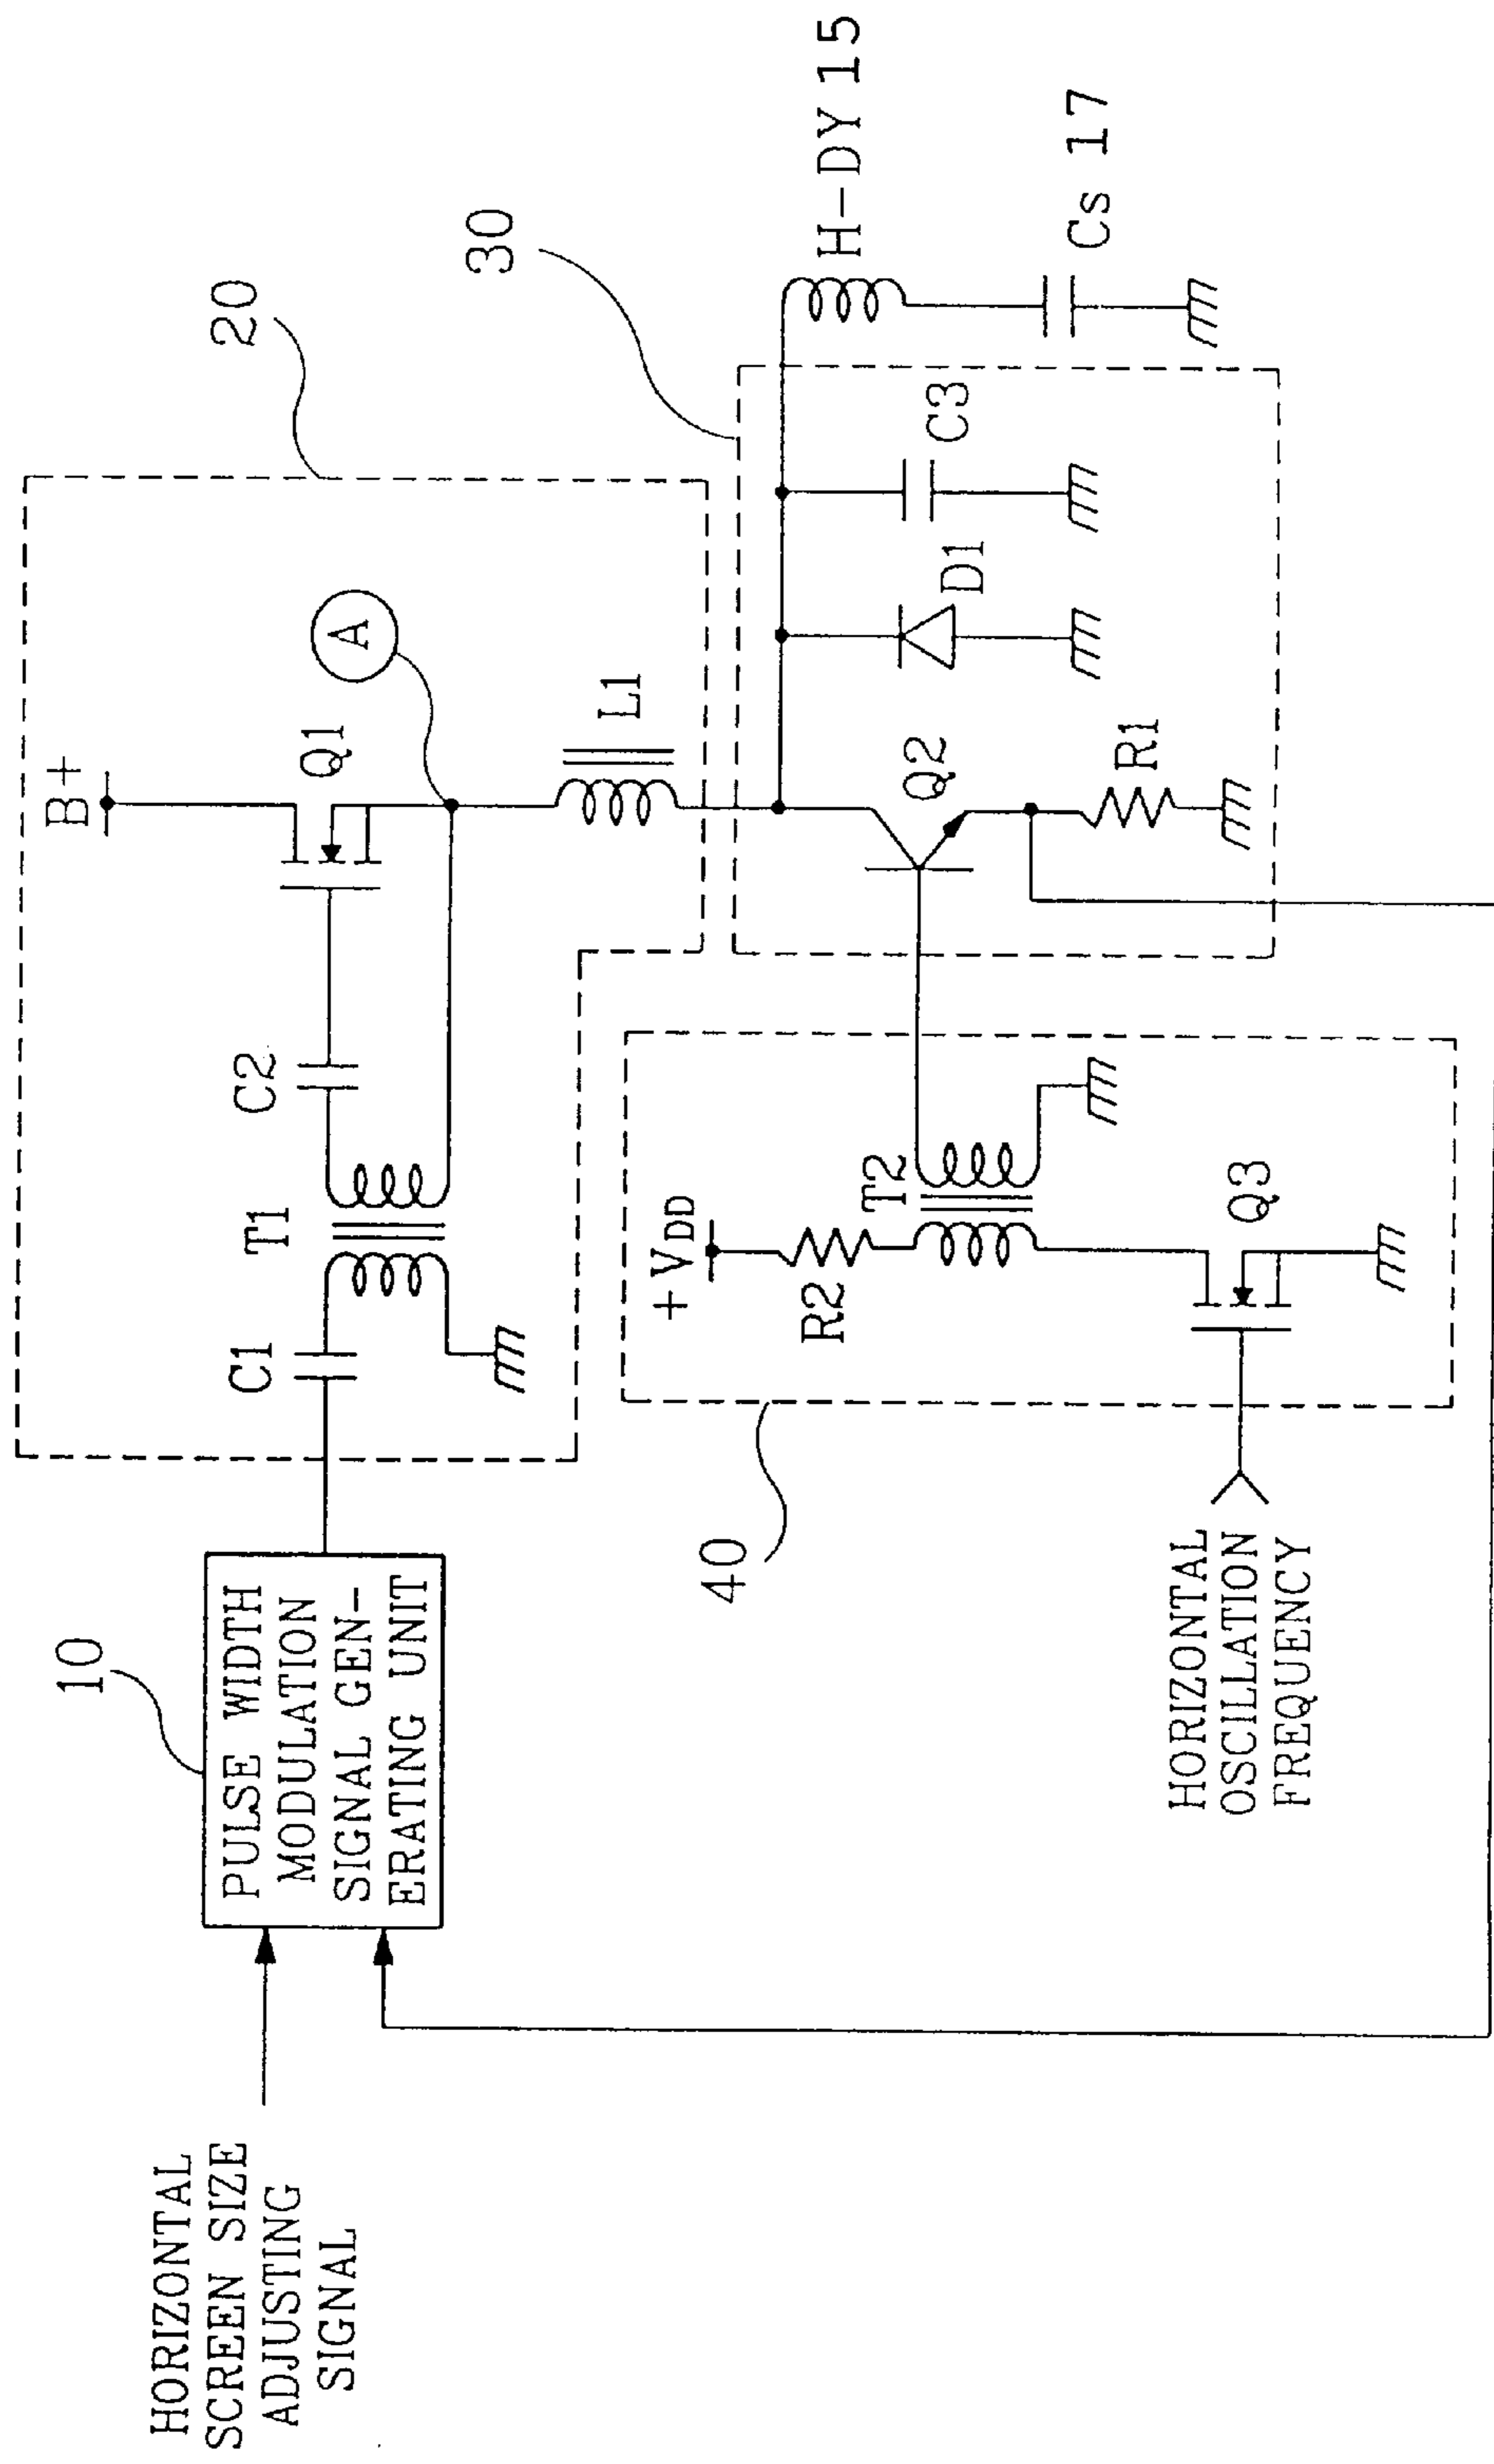 HORIZONTAL
SCREEN SIZE
ADJUSTING
SIGNAL
10
PULSE WIDTH
MODULATION
SIGNAL GEN-
ERATING UNIT
20
B+
Q1
A
C1
T1
C2
L1
30
H-DY 15
Cs 17
C3
D1
Q2
R1
40
+VDD
R2
T2
Q3
HORIZONTAL
OSCILLATION
FREQUENCY